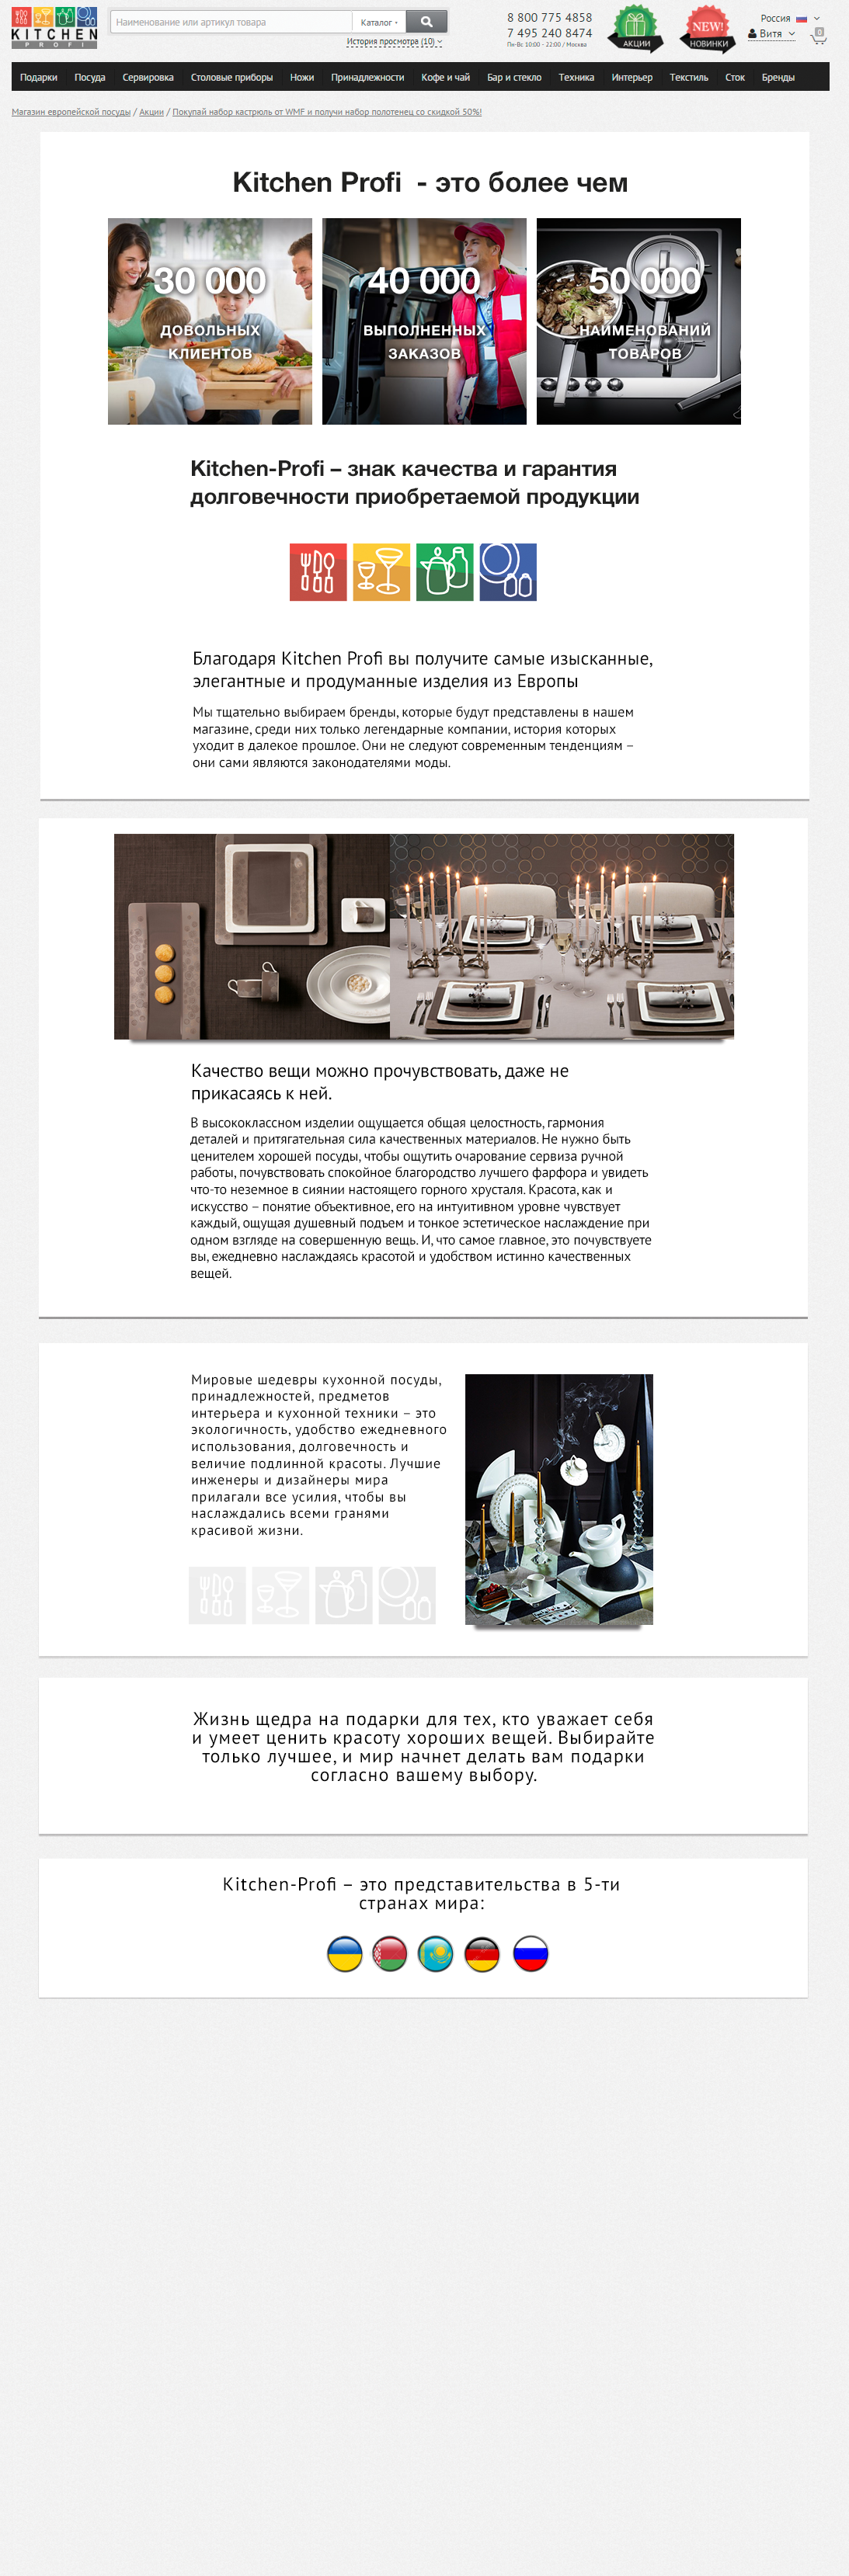 KITCHEN
PROFI
Наименование или артикул товара
Каталог
История просмотра (10)
8 800 775 4858
7 495 240 8474
Пн-Вс 10:00 - 22:00 / Москва
АКЦИИ
NEW!
НОВИНКИ
Россия
Витя
0
Подарки Посуда Сервировка Столовые приборы Ножи Принадлежности Кофе и чай Бар и стекло Техника Интерьер Текстиль Сток Бренды
Магазин европейской посуды / Акции / Покупай набор кастрюль от WMF и получи набор полотенец со скидкой 50%!
Kitchen Profi - это более чем
30 000
ДОВОЛЬНЫХ
КЛИЕНТОВ
40 000
ВЫПОЛНЕННЫХ
ЗАКАЗОВ
50 000
НАИМЕНОВАНИЙ
ТОВАРОВ
Kitchen-Profi – знак качества и гарантия
долговечности приобретаемой продукции
Благодаря Kitchen Profi вы получите самые изысканные,
элегантные и продуманные изделия из Европы
Мы тщательно выбираем бренды, которые будут представлены в нашем
магазине, среди них только легендарные компании, история которых
уходит в далекое прошлое. Они не следуют современным тенденциям –
они сами являются законодателями моды.
Качество вещи можно прочувствовать, даже не
прикасаясь к ней.
В высококлассном изделии ощущается общая целостность, гармония
деталей и притягательная сила качественных материалов. Не нужно быть
ценителем хорошей посуды, чтобы ощутить очарование сервиза ручной
работы, почувствовать спокойное благородство лучшего фарфора и увидеть
что-то неземное в сиянии настоящего горного хрусталя. Красота, как и
искусство – понятие объективное, его на интуитивном уровне чувствует
каждый, ощущая душевный подъем и тонкое эстетическое наслаждение при
одном взгляде на совершенную вещь. И, что самое главное, это почувствуете
вы, ежедневно наслаждаясь красотой и удобством истинно качественных
вещей.
Мировые шедевры кухонной посуды,
принадлежностей, предметов
интерьера и кухонной техники – это
экологичность, удобство ежедневного
использования, долговечность и
величие подлинной красоты. Лучшие
инженеры и дизайнеры мира
прилагали все усилия, чтобы вы
наслаждались всеми гранями
красивой жизни.
Жизнь щедра на подарки для тех, кто уважает себя
и умеет ценить красоту хороших вещей. Выбирайте
только лучшее, и мир начнет делать вам подарки
согласно вашему выбору.
Kitchen-Profi – это представительства в 5-ти
странах мира: